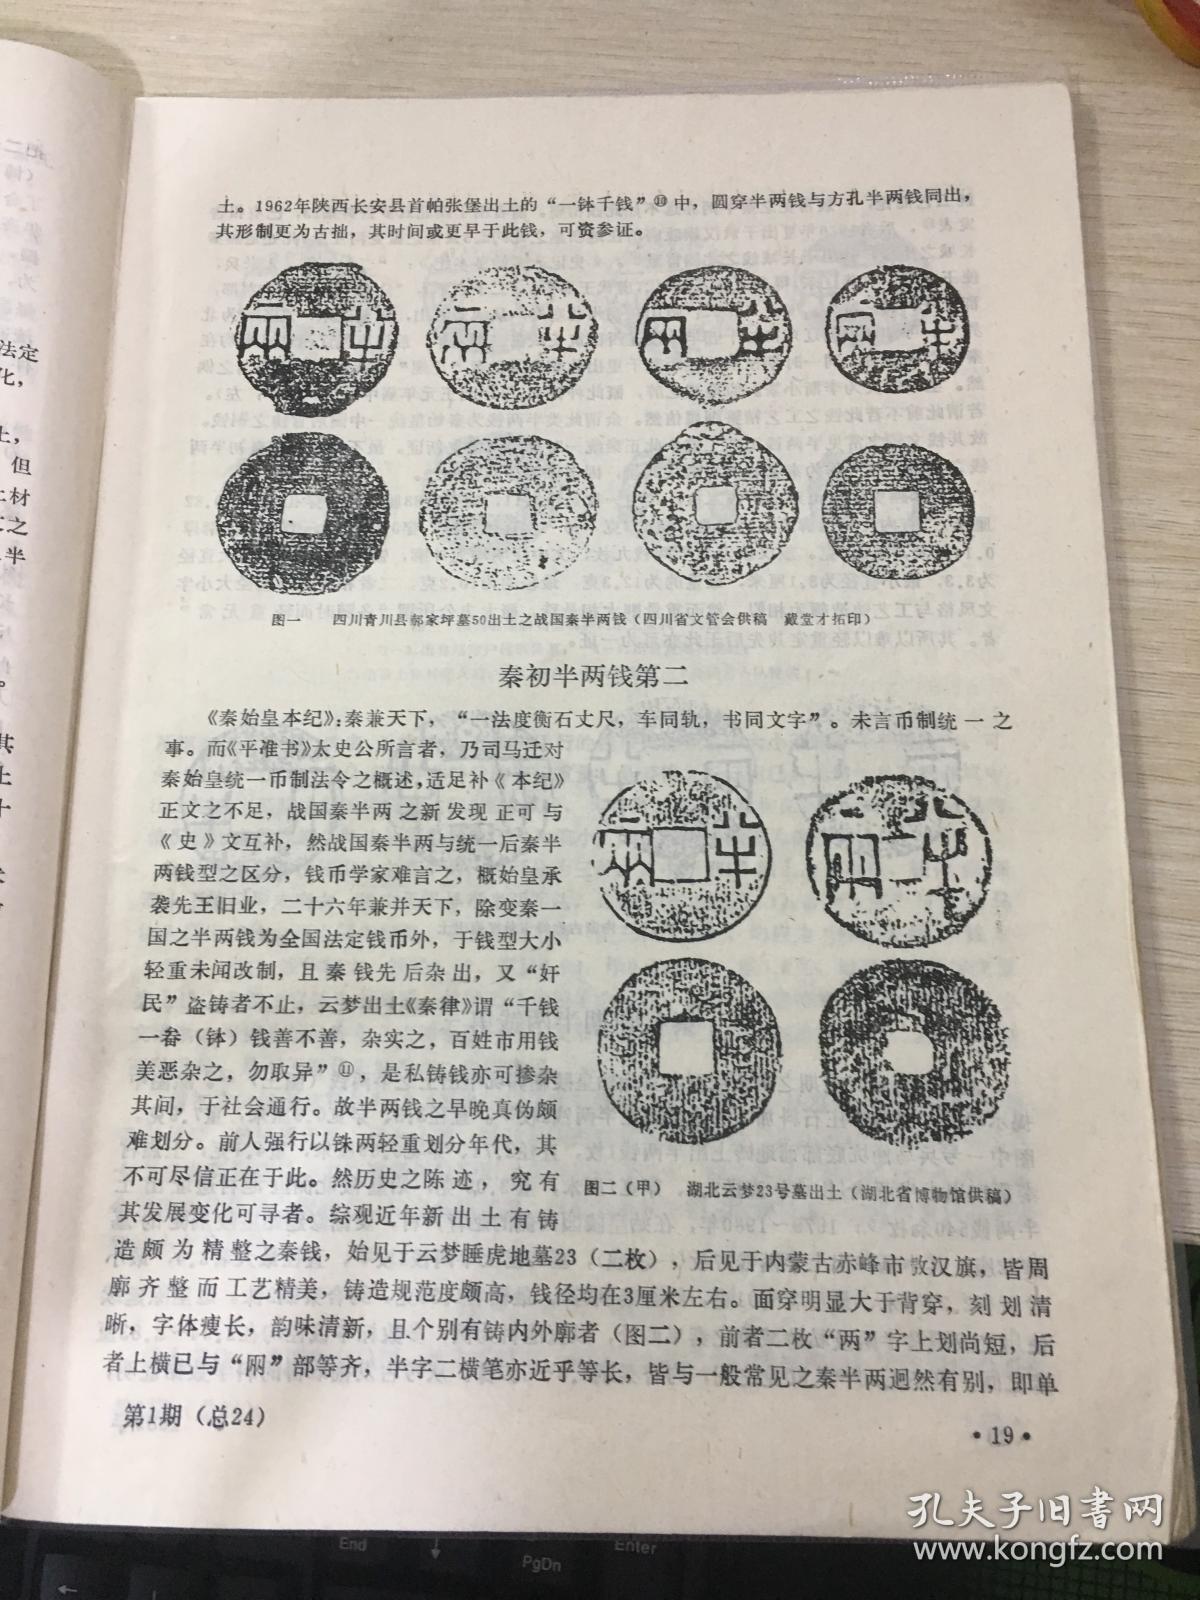 土。1962年陕西长安县首帕张堡出土的“一钵千钱”⑩中，圆穿半两钱与方孔半两钱同出，
其形制更为古拙，其时间或更早于此钱，可资参证。
图一 四川青川县郝家坪墓50出土之战国秦半两钱（四川省文管会供稿 戴堂才拓印）
秦初半两钱第二
《秦始皇本纪》：秦兼天下，“一法度衡石丈尺，车同轨，书同文字”。未言币制统一之
事。而《平准书》太史公所言者，乃司马迁对
秦始皇统一币制法令之概述，适足补《本纪》
正文之不足，战国秦半两之新发现正可与
《史》文互补，然战国秦半两与统一后秦半
两钱型之区分，钱币学家难言之，概始皇承
袭先王旧业，二十六年兼并天下，除变秦一
国之半两钱为全国法定钱币外，于钱型大小
轻重未闻改制，且秦钱先后杂出，又“奸
民”盗铸者不止，云梦出土《秦律》谓“千钱
一畚（钵）钱善不善，杂实之，百姓市用钱
美恶杂之，勿取异”⑪，是私铸钱亦可掺杂
其间，于社会通行。故半两钱之早晚真伪颇
难划分。前人强行以铢两轻重划分年代，其
不可尽信正在于此。然历史之陈迹，究有
其发展变化可寻者。综观近年新出土有铸
图二（甲） 湖北云梦23号墓出土（湖北省博物馆供稿）
造颇为精整之秦钱，始见于云梦睡虎地墓23（二枚），后见于内蒙古赤峰市敖汉旗，皆周
廓齐整而工艺精美，铸造规范度颇高，钱径均在3厘米左右。面穿明显大于背穿，刻划清
晰，字体瘦长，韵味清新，且个别有铸内外廓者（图二），前者二枚“两”字上划尚短，后
者上横已与“㒳”部等齐，半字二横笔亦近乎等长，皆与一般常见之秦半两迥然有别，即单
第1期（总24）
·19·
法定
化，
土，
但
材
之
半
其
土
十
孔夫子旧书网
www.kongfz.com
End
PgDn
Enter